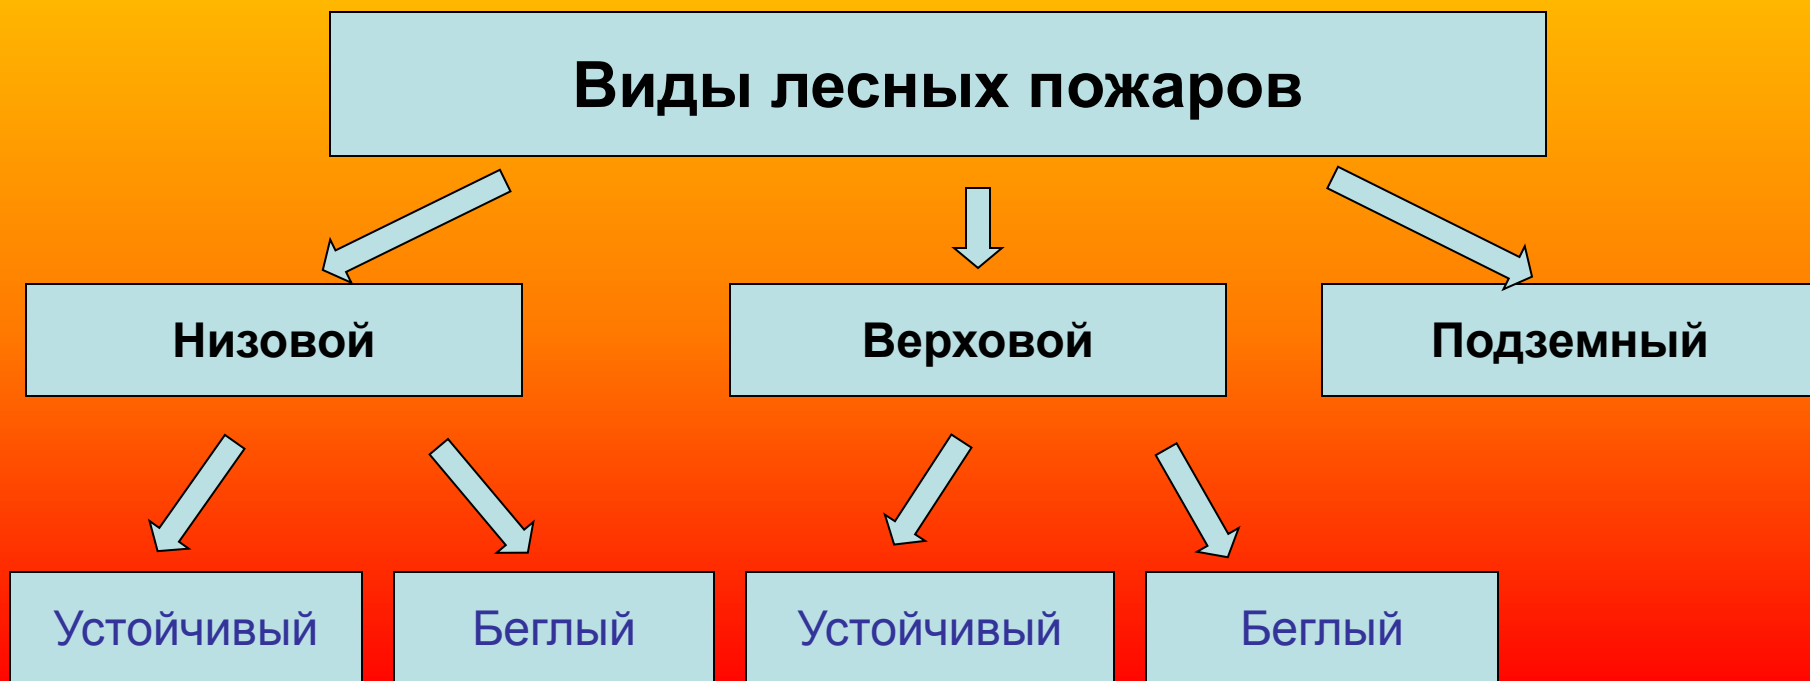 Виды лесных пожаров
Низовой
Верховой
Подземный
Устойчивый
Беглый
Устойчивый
Беглый